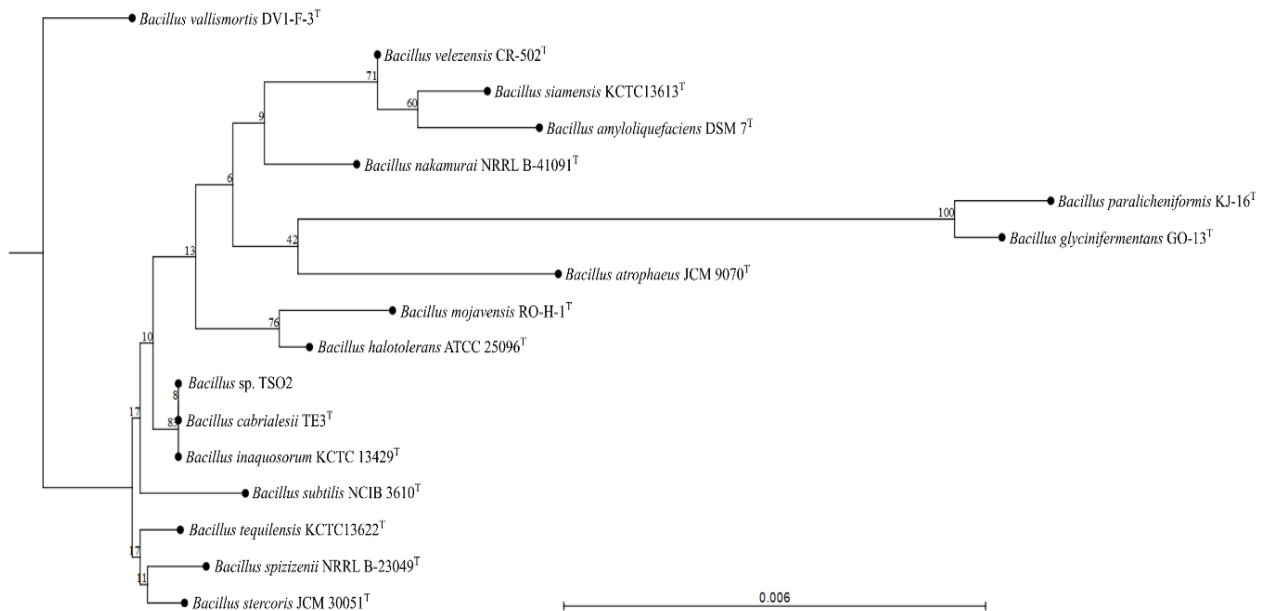 Bacillus vallismortis DV1-F-3ᵀ
Bacillus velezensis CR-502ᵀ
71
Bacillus siamensis KCTC13613ᵀ
60
Bacillus amyloliquefaciens DSM 7ᵀ
9
Bacillus nakamurai NRRL B-41091ᵀ
6
Bacillus paralicheniformis KJ-16ᵀ
100
Bacillus glycinifermentans GO-13ᵀ
42
13
Bacillus atrophaeus JCM 9070ᵀ
Bacillus mojavensis RO-H-1ᵀ
76
10
Bacillus halotolerans ATCC 25096ᵀ
Bacillus sp. TSO2
8
17
Bacillus cabrialesii TE3ᵀ
Bacillus inaquosorum KCTC 13429ᵀ
Bacillus subtilis NCIB 3610ᵀ
Bacillus tequilensis KCTC13622ᵀ
17
Bacillus spizizenii NRRL B-23049ᵀ
11
Bacillus stercoris JCM 30051ᵀ
0.006